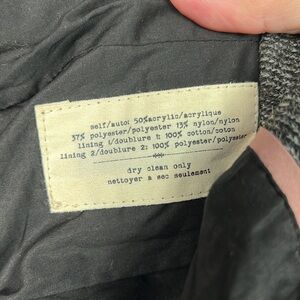 self/auto: 50%acrylic/acrylique
37% polyester/polyester 13% nylon/nylon
lining 1/doublure 1: 100% cotton/coton
lining 2/doublure 2: 100% polyester/polyester
dry clean only
nettoyer a sec seulement